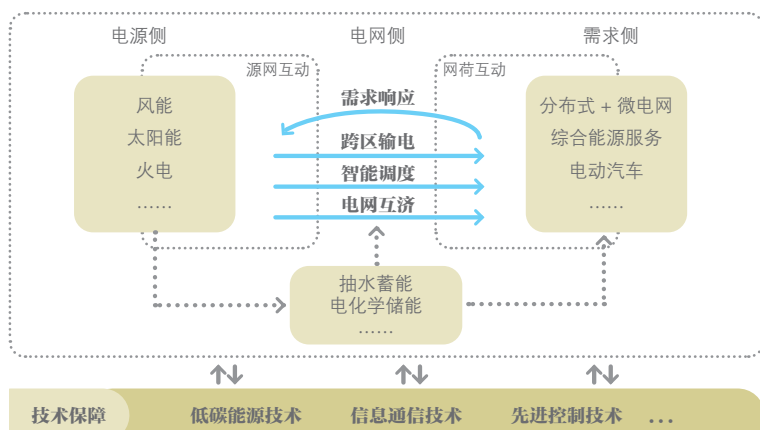 电源侧
电网侧
需求侧
源网互动
网荷互动
风能
太阳能
火电
……
需求响应
跨区输电
智能调度
电网互济
分布式 + 微电网
综合能源服务
电动汽车
……
抽水蓄能
电化学储能
……
技术保障
低碳能源技术
信息通信技术
先进控制技术
...